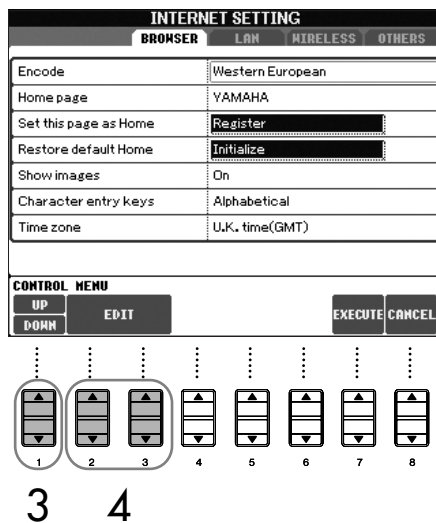 INTERNET SETTING
BROWSER LAN WIRELESS OTHERS
Encode Western European
Home page YAMAHA
Set this page as Home Register
Restore default Home Initialize
Show images On
Character entry keys Alphabetical
Time zone U.K. time(GMT)
CONTROL MENU
UP
DOWN
EDIT
EXECUTE
CANCEL
1 2 3 4 5 6 7 8
3 4